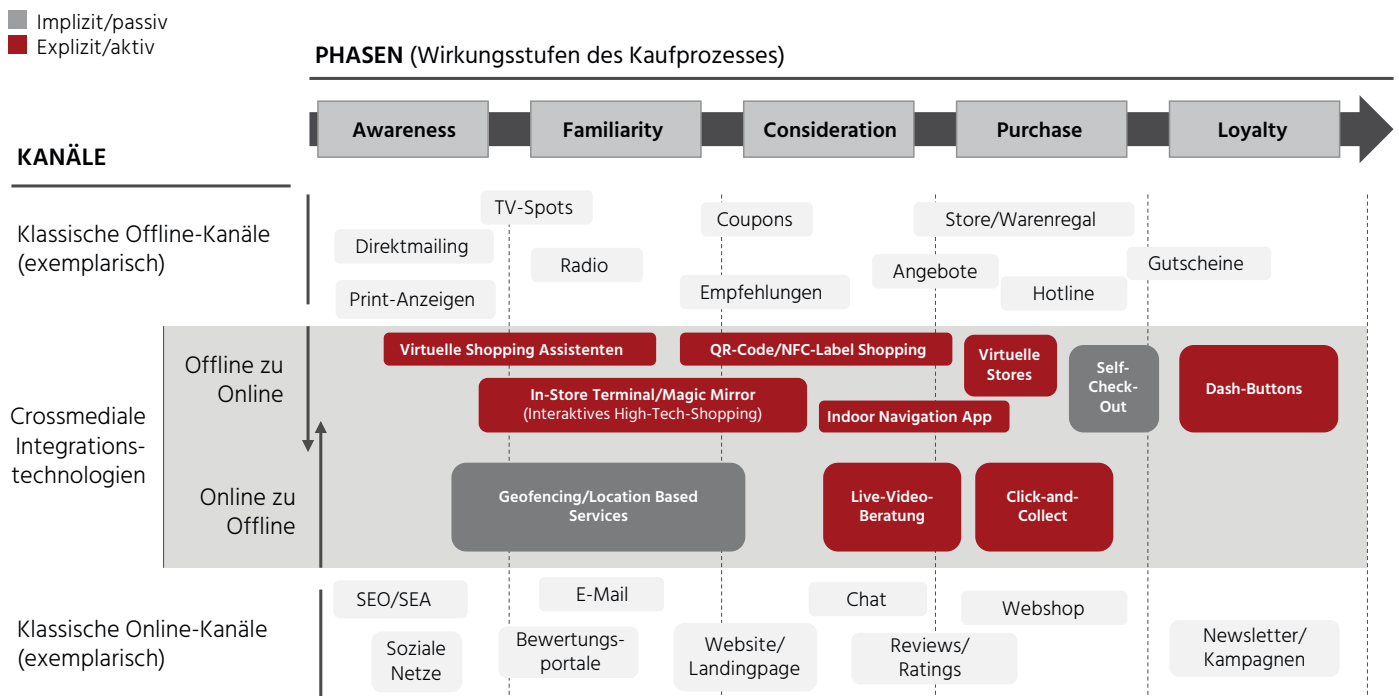 Implizit/passiv
Explizit/aktiv
PHASEN (Wirkungsstufen des Kaufprozesses)
Awareness
Familiarity
Consideration
Purchase
Loyalty
KANÄLE
Klassische Offline-Kanäle
(exemplarisch)
TV-Spots
Coupons
Store/Warenregal
Direktmailing
Radio
Angebote
Gutscheine
Print-Anzeigen
Empfehlungen
Hotline
Crossmediale
Integrations-
technologien
Offline zu
Online
Virtuelle Shopping Assistenten
QR-Code/NFC-Label Shopping
Virtuelle
Stores
Self-
Check-
Out
Dash-Buttons
In-Store Terminal/Magic Mirror
(Interaktives High-Tech-Shopping)
Indoor Navigation App
Online zu
Offline
Geofencing/Location Based
Services
Live-Video-
Beratung
Click-and-
Collect
Klassische Online-Kanäle
(exemplarisch)
SEO/SEA
E-Mail
Chat
Webshop
Soziale
Netze
Bewertungs-
portale
Website/
Landingpage
Reviews/
Ratings
Newsletter/
Kampagnen